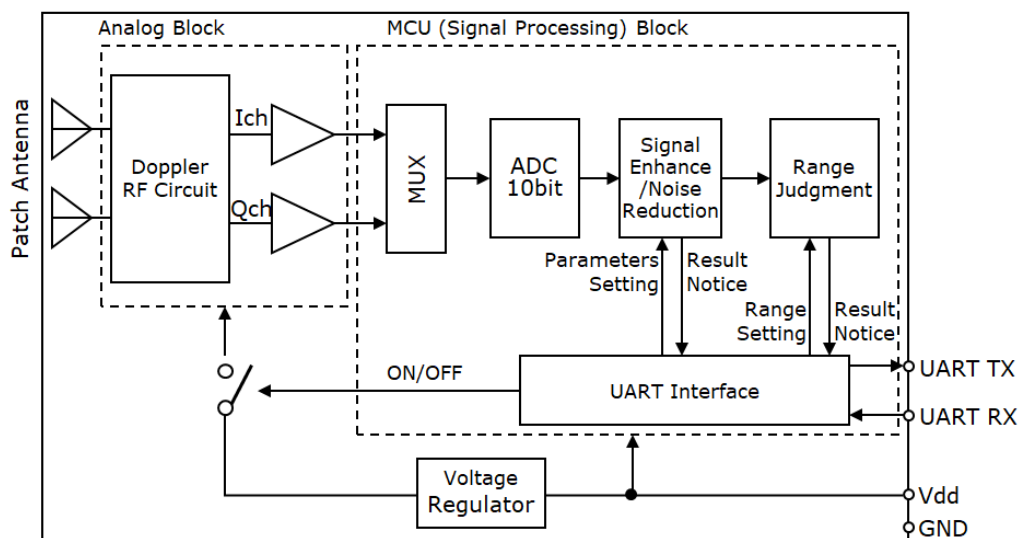 Analog Block
MCU (Signal Processing) Block
Patch Antenna
Doppler
RF Circuit
Ich
Qch
MUX
ADC
10bit
Signal
Enhance
/Noise
Reduction
Range
Judgment
Parameters
Setting
Result
Notice
Range
Setting
Result
Notice
ON/OFF
UART Interface
UART TX
UART RX
Voltage
Regulator
Vdd
GND